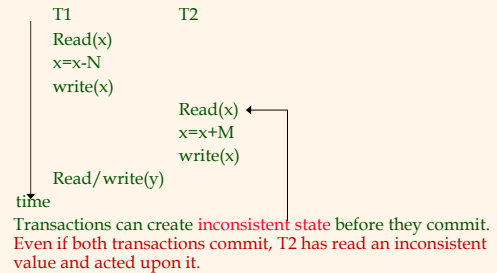 T1 T2
Read(x)
x=x-N
write(x)
Read(x)
x=x+M
write(x)
Read/write(y)
time
Transactions can create inconsistent state before they commit.
Even if both transactions commit, T2 has read an inconsistent
value and acted upon it.